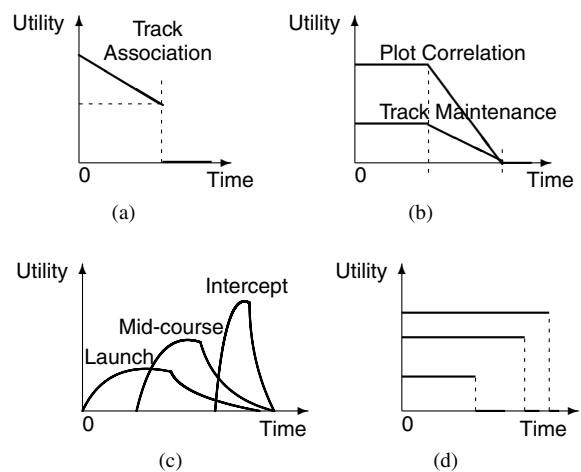 Utility
Track
Association
0
Time
(a)
Utility
Plot Correlation
Track Maintenance
0
Time
(b)
Utility
Intercept
Mid-course
Launch
0
Time
(c)
Utility
0
Time
(d)